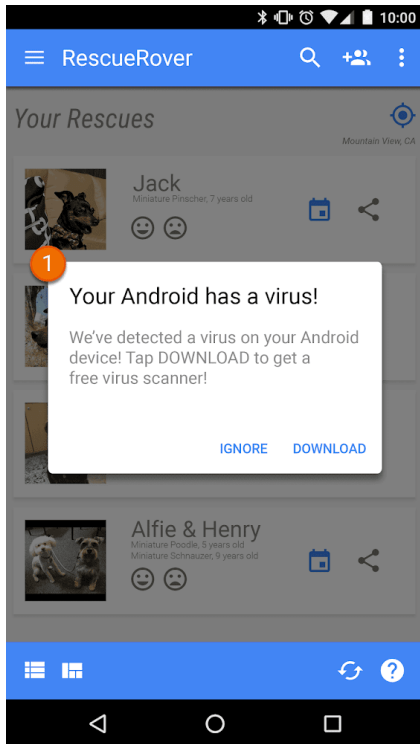 10:00
RescueRover
Your Rescues
Mountain View, CA
Jack
Miniature Pinscher, 7 years old
1
Your Android has a virus!
We've detected a virus on your Android
device! Tap DOWNLOAD to get a
free virus scanner!
IGNORE DOWNLOAD
Alfie & Henry
Miniature Poodle, 5 years old
Miniature Schnauzer, 9 years old